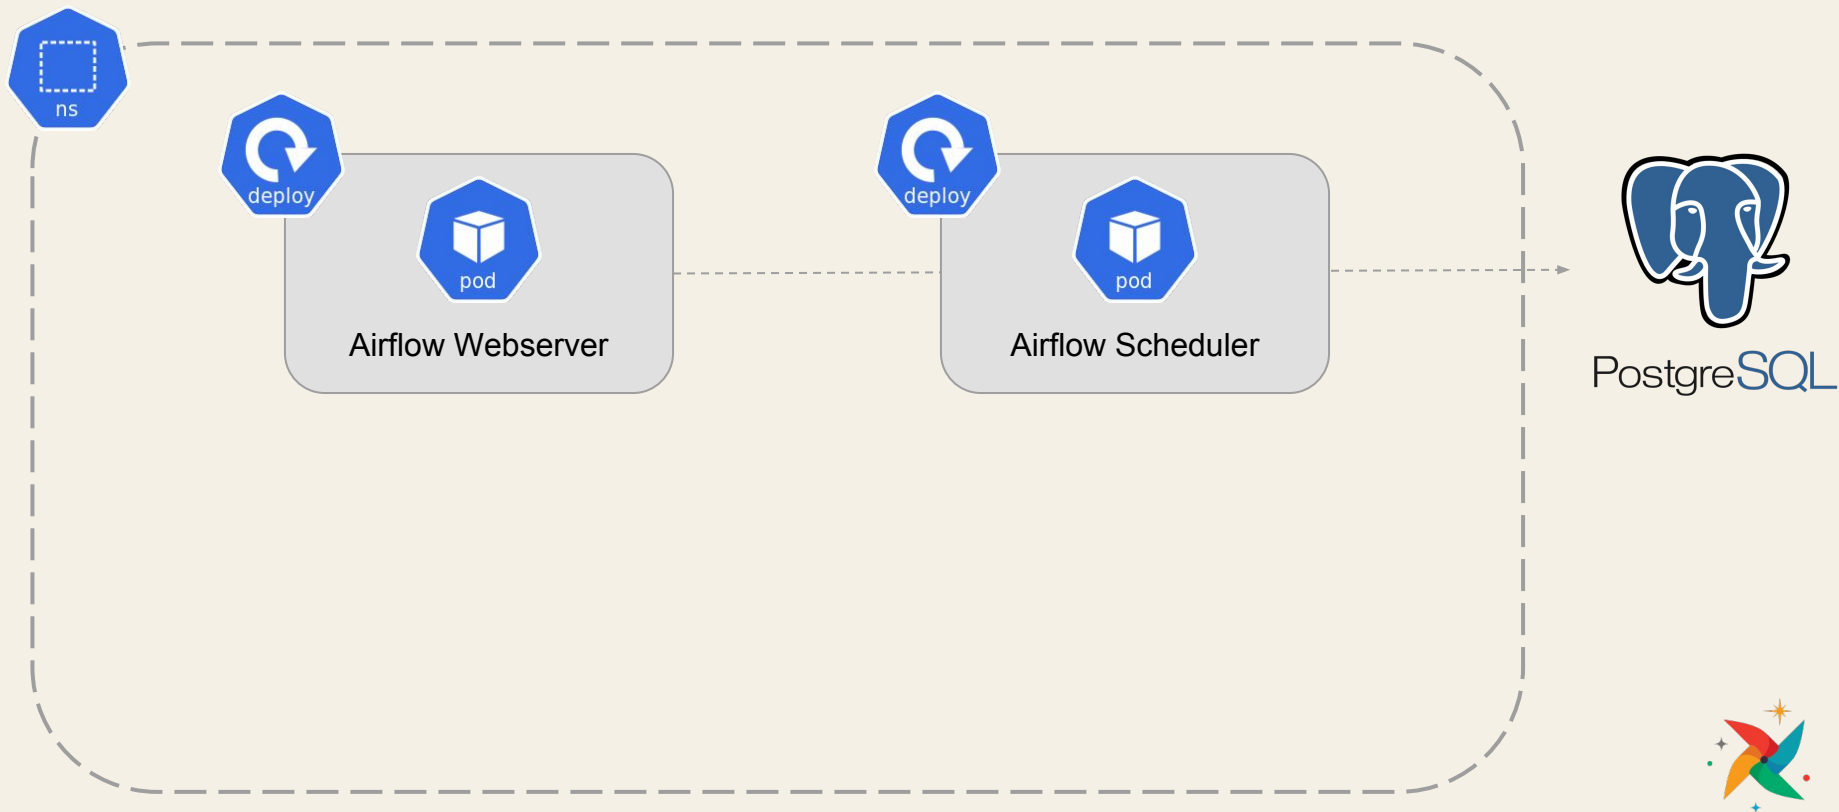 ns
deploy
deploy
pod
pod
Airflow Webserver
Airflow Scheduler
PostgreSQL